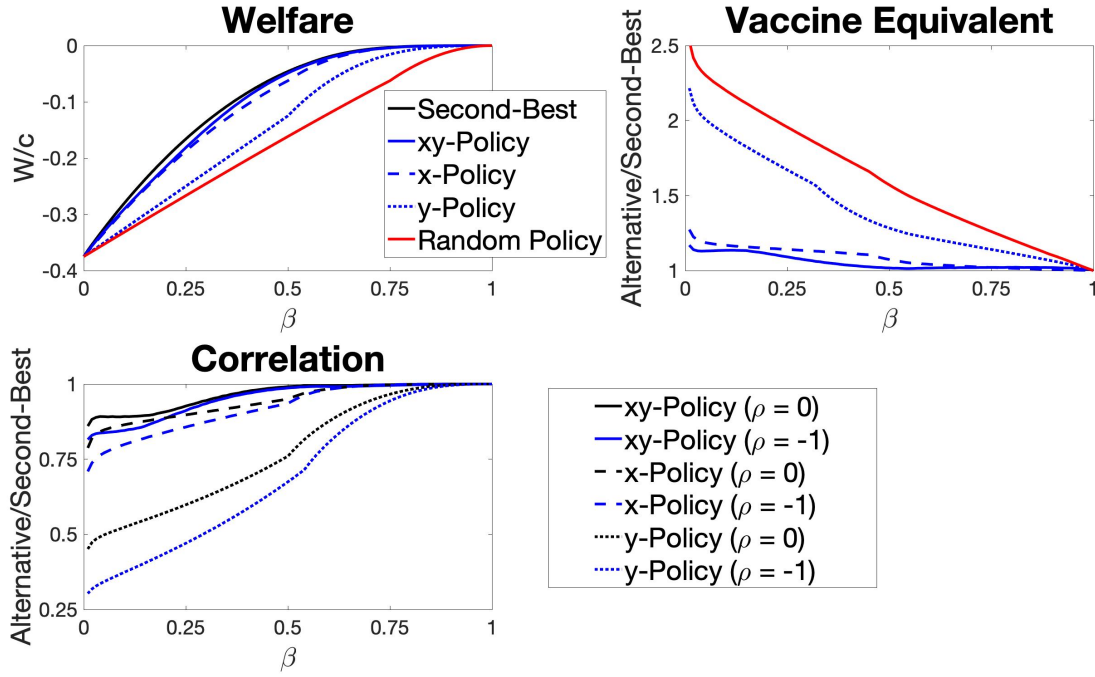 Welfare
0
-0.1
-0.2
-0.3
-0.4
W/c
0
0.25
0.5
0.75
1
β
Second-Best
xy-Policy
x-Policy
y-Policy
Random Policy
Vaccine Equivalent
2.5
2
1.5
1
Alternative/Second-Best
0
0.25
0.5
0.75
1
β
Correlation
1
0.75
0.5
0.25
Alternative/Second-Best
0
0.25
0.5
0.75
1
β
xy-Policy (ρ = 0)
xy-Policy (ρ = -1)
x-Policy (ρ = 0)
x-Policy (ρ = -1)
y-Policy (ρ = 0)
y-Policy (ρ = -1)